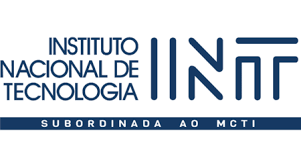 INSTITUTO
NACIONAL DE
TECNOLOGIA
INT
SUBORDINADA AO MCTI